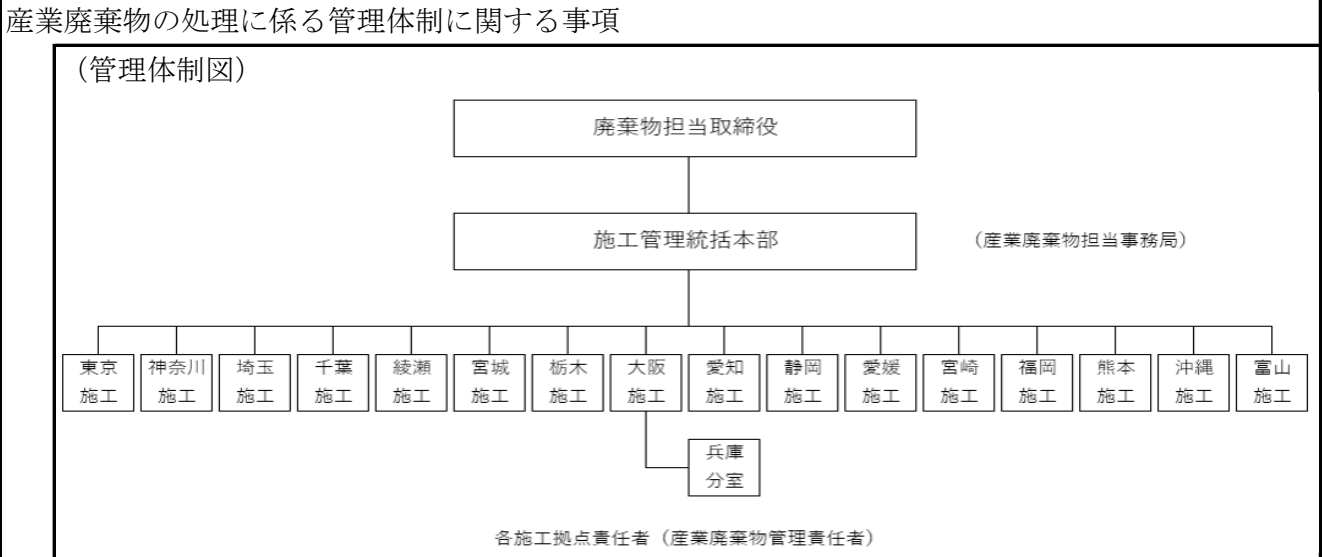 産業廃棄物の処理に係る管理体制に関する事項
（管理体制図）
廃棄物担当取締役
施工管理統括本部
（産業廃棄物担当事務局）
東京
施工
神奈川
施工
埼玉
施工
千葉
施工
綾瀬
施工
宮城
施工
栃木
施工
大阪
施工
愛知
施工
静岡
施工
愛媛
施工
宮崎
施工
福岡
施工
熊本
施工
沖縄
施工
富山
施工
兵庫
分室
各施工拠点責任者（産業廃棄物管理責任者）